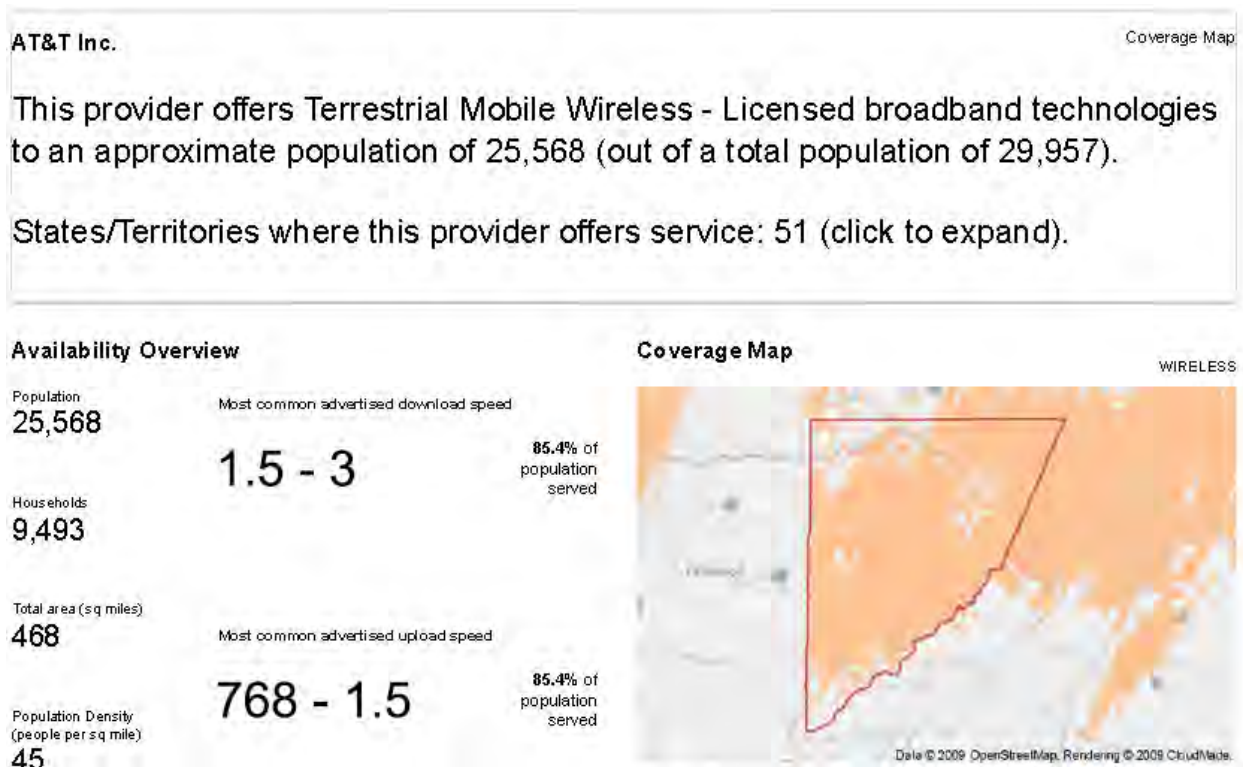 AT&T Inc.
Coverage Map
This provider offers Terrestrial Mobile Wireless - Licensed broadband technologies
to an approximate population of 25,568 (out of a total population of 29,957).
States/Territories where this provider offers service: 51 (click to expand).
Availability Overview
Population
25,568
Households
9,493
Total area (sq miles)
468
Population Density
(people per sq mile)
45
Most common advertised download speed
1.5 - 3
85.4% of
population
served
Most common advertised upload speed
768 - 1.5
85.4% of
population
served
Coverage Map
WIRELESS
Data © 2009 OpenStreetMap, Rendering © 2009 CloudMade.